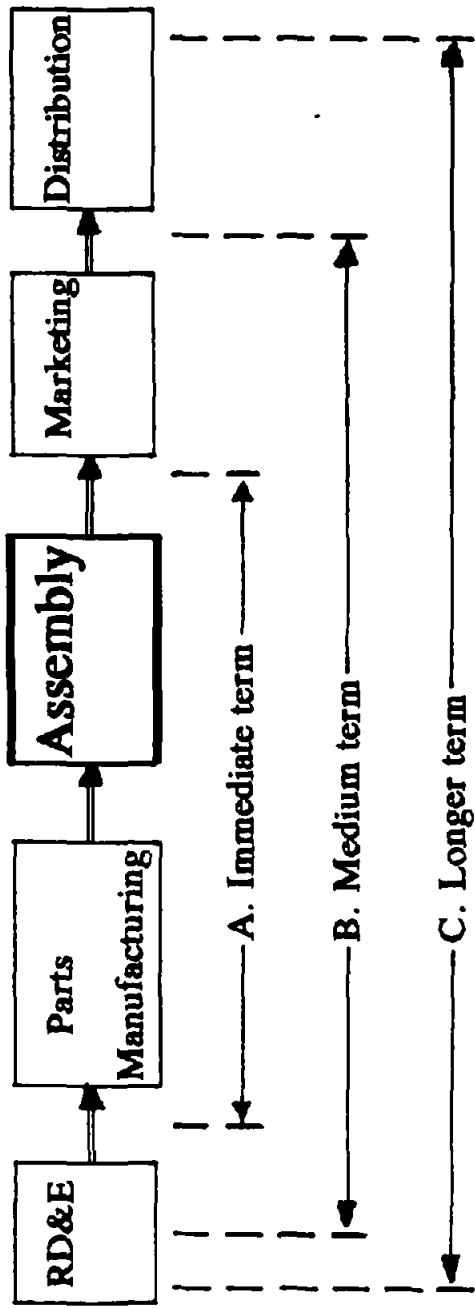 RD&E
Parts
Manufacturing
Assembly
Marketing
Distribution
A. Immediate term
B. Medium term
C. Longer term